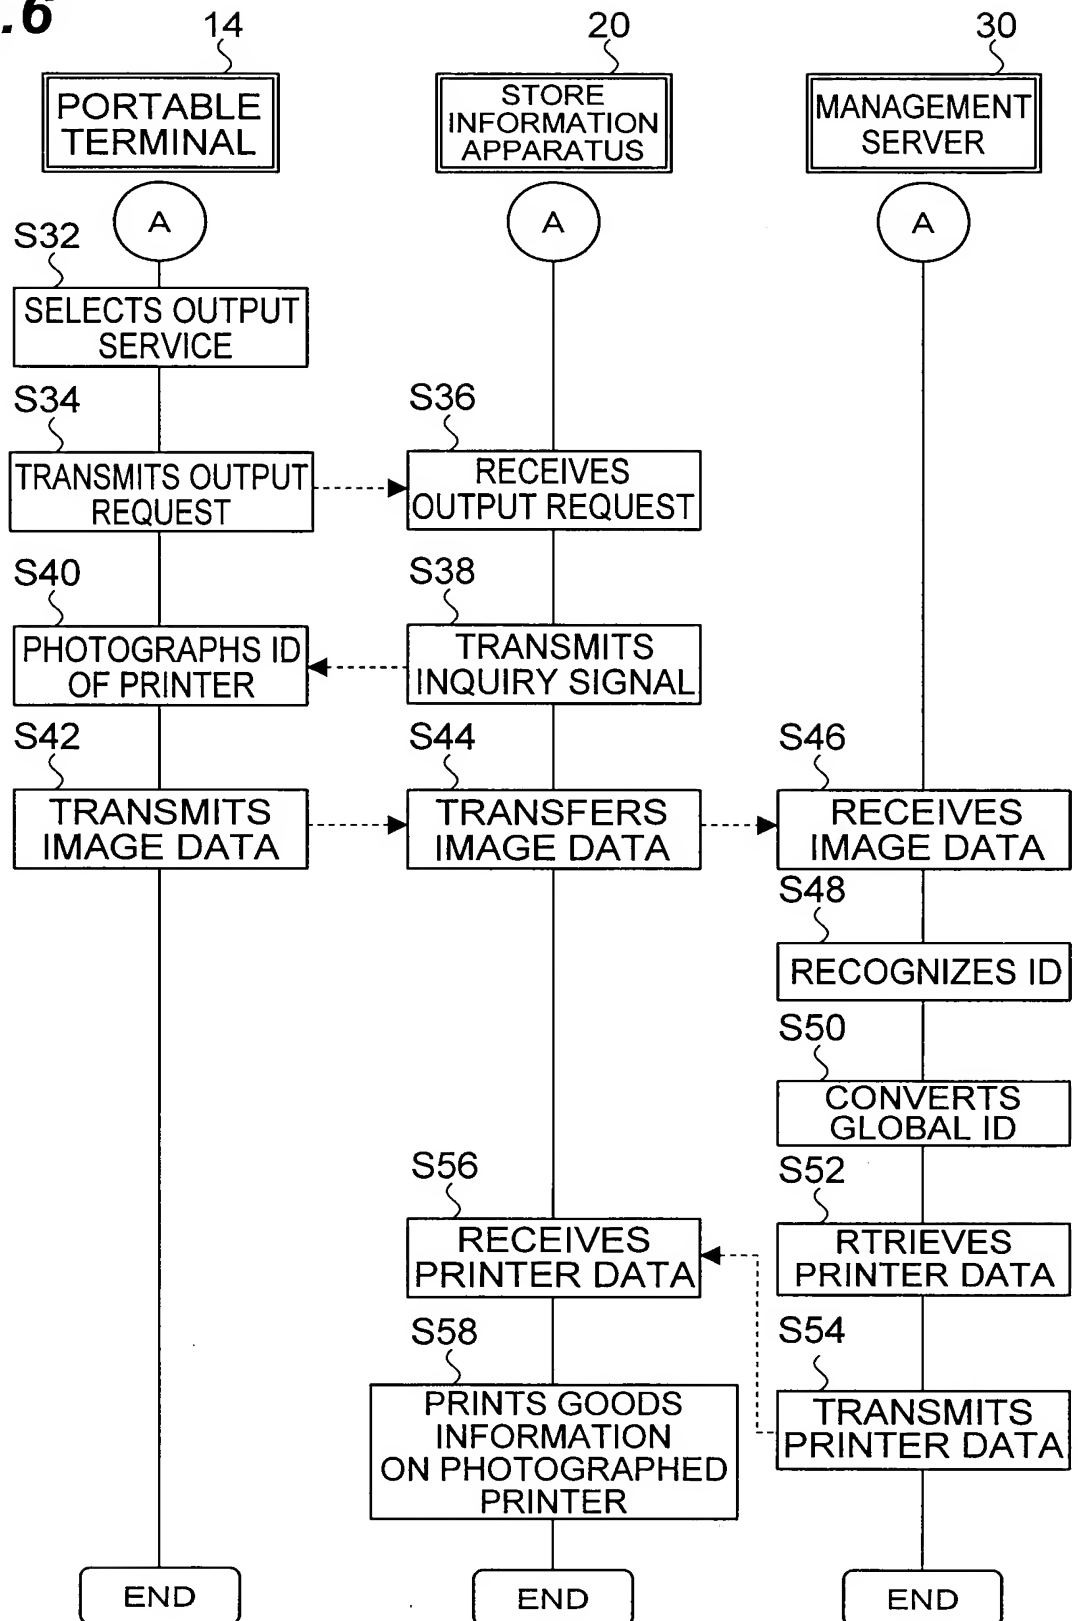 .6
14
20
30
PORTABLE
TERMINAL
STORE
INFORMATION
APPARATUS
MANAGEMENT
SERVER
A
A
A
S32
SELECTS OUTPUT
SERVICE
S34
TRANSMITS OUTPUT
REQUEST
S36
RECEIVES
OUTPUT REQUEST
S40
PHOTOGRAPHS ID
OF PRINTER
S38
TRANSMITS
INQUIRY SIGNAL
S42
TRANSMITS
IMAGE DATA
S44
TRANSFERS
IMAGE DATA
S46
RECEIVES
IMAGE DATA
S48
RECOGNIZES ID
S50
CONVERTS
GLOBAL ID
S56
RECEIVES
PRINTER DATA
S52
RTRIEVES
PRINTER DATA
S58
PRINTS GOODS
INFORMATION
ON PHOTOGRAPHED
PRINTER
S54
TRANSMITS
PRINTER DATA
END
END
END